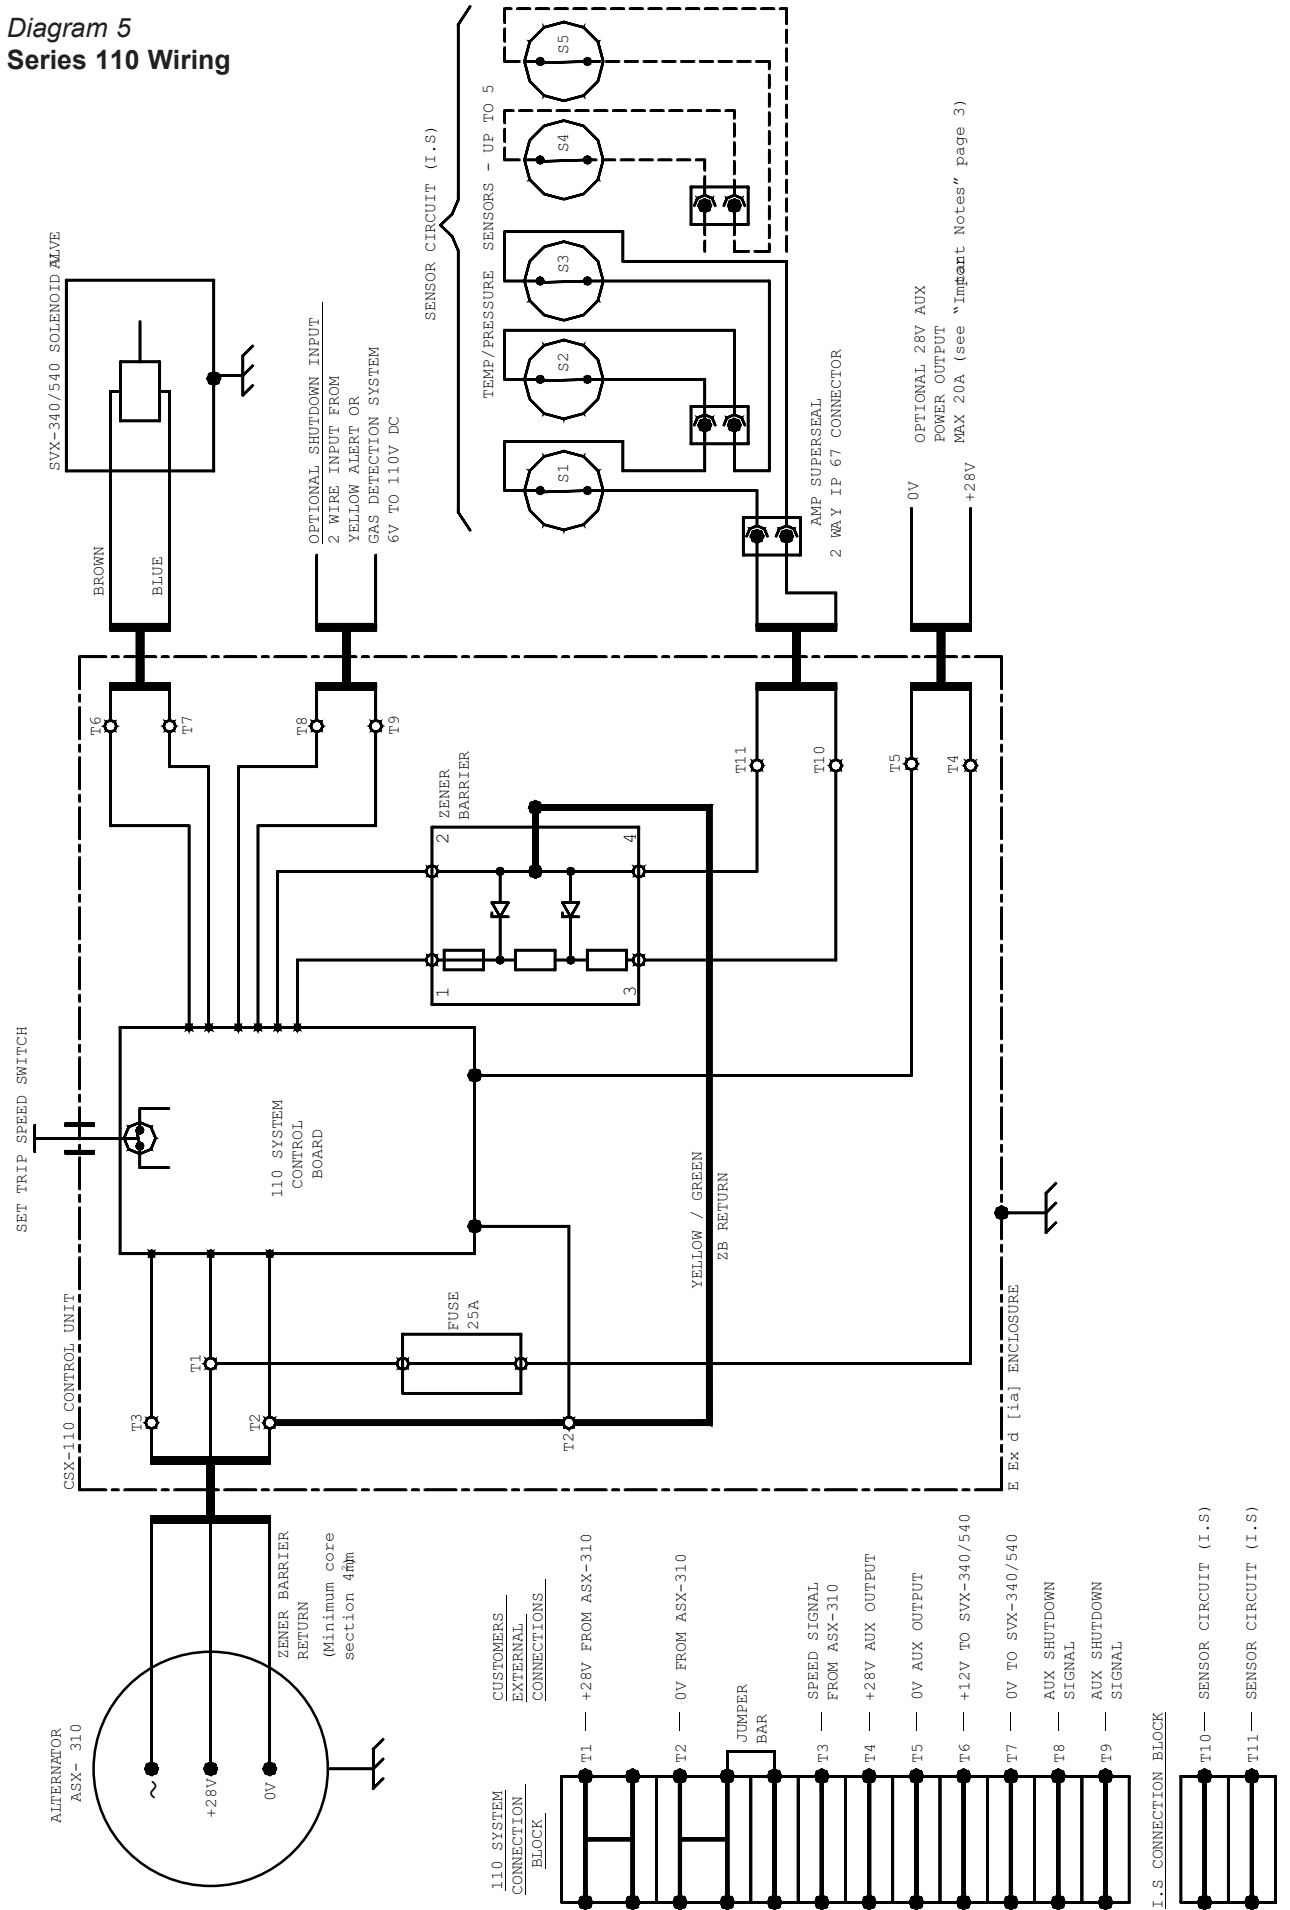 Diagram 5
Series 110 Wiring
SVX-340/540 SOLENOID ALVE
BROWN
BLUE
OPTIONAL SHUTDOWN INPUT
2 WIRE INPUT FROM
YELLOW ALERT OR
GAS DETECTION SYSTEM
6V TO 110V DC
SENSOR CIRCUIT (I.S)
TEMP/PRESSURE SENSORS - UP TO 5
S5
S4
S3
S2
S1
AMP SUPERSEAL
2 WAY IP 67 CONNECTOR
OPTIONAL 28V AUX
POWER OUTPUT
MAX 20A (see "Important Notes" page 3)
0V
+28V
T6
T7
T8
T9
T11
T10
T5
T4
ZENER
BARRIER
2
4
1
3
SET TRIP SPEED SWITCH
110 SYSTEM
CONTROL
BOARD
YELLOW / GREEN
ZB RETURN
CSX-110 CONTROL UNIT
FUSE
25A
T1
T3
T2
T2
E Ex d [ia] ENCLOSURE
ALTERNATOR
ASX- 310
~
+28V
0V
ZENER BARRIER
RETURN
(Minimum core
section 4mm²)
110 SYSTEM
CONNECTION
BLOCK
CUSTOMERS
EXTERNAL
CONNECTIONS
T1 — +28V FROM ASX-310
T2 — 0V FROM ASX-310
JUMPER
BAR
T3 — SPEED SIGNAL
FROM ASX-310
T4 — +28V AUX OUTPUT
T5 — 0V AUX OUTPUT
T6 — +12V TO SVX-340/540
T7 — 0V TO SVX-340/540
T8 — AUX SHUTDOWN
SIGNAL
T9 — AUX SHUTDOWN
SIGNAL
I.S CONNECTION BLOCK
T10 — SENSOR CIRCUIT (I.S)
T11 — SENSOR CIRCUIT (I.S)